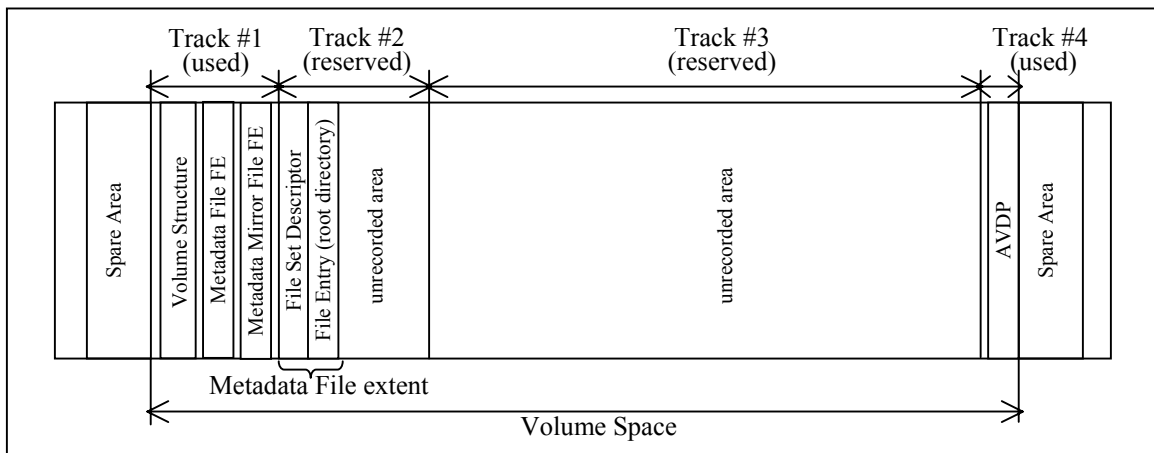 Track #1
(used)
Track #2
(reserved)
Track #3
(reserved)
Track #4
(used)
Spare Area
Volume Structure
Metadata File FE
Metadata Mirror File FE
File Set Descriptor
File Entry (root directory)
unrecorded area
unrecorded area
AVDP
Spare Area
Metadata File extent
Volume Space